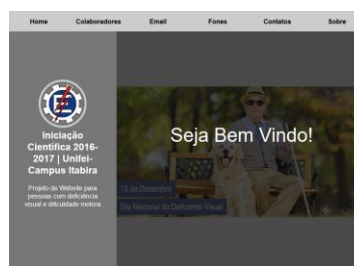 Home Colaboradores Email Fones Contatos Sobre
Iniciação
Científica 2016-
2017 | Unifei-
Campus Itabira
Projeto de Website para
pessoas com deficiência
visual e dificuldade motora
Seja Bem Vindo!
13 de Dezembro
Dia Nacional do Deficiente Visual